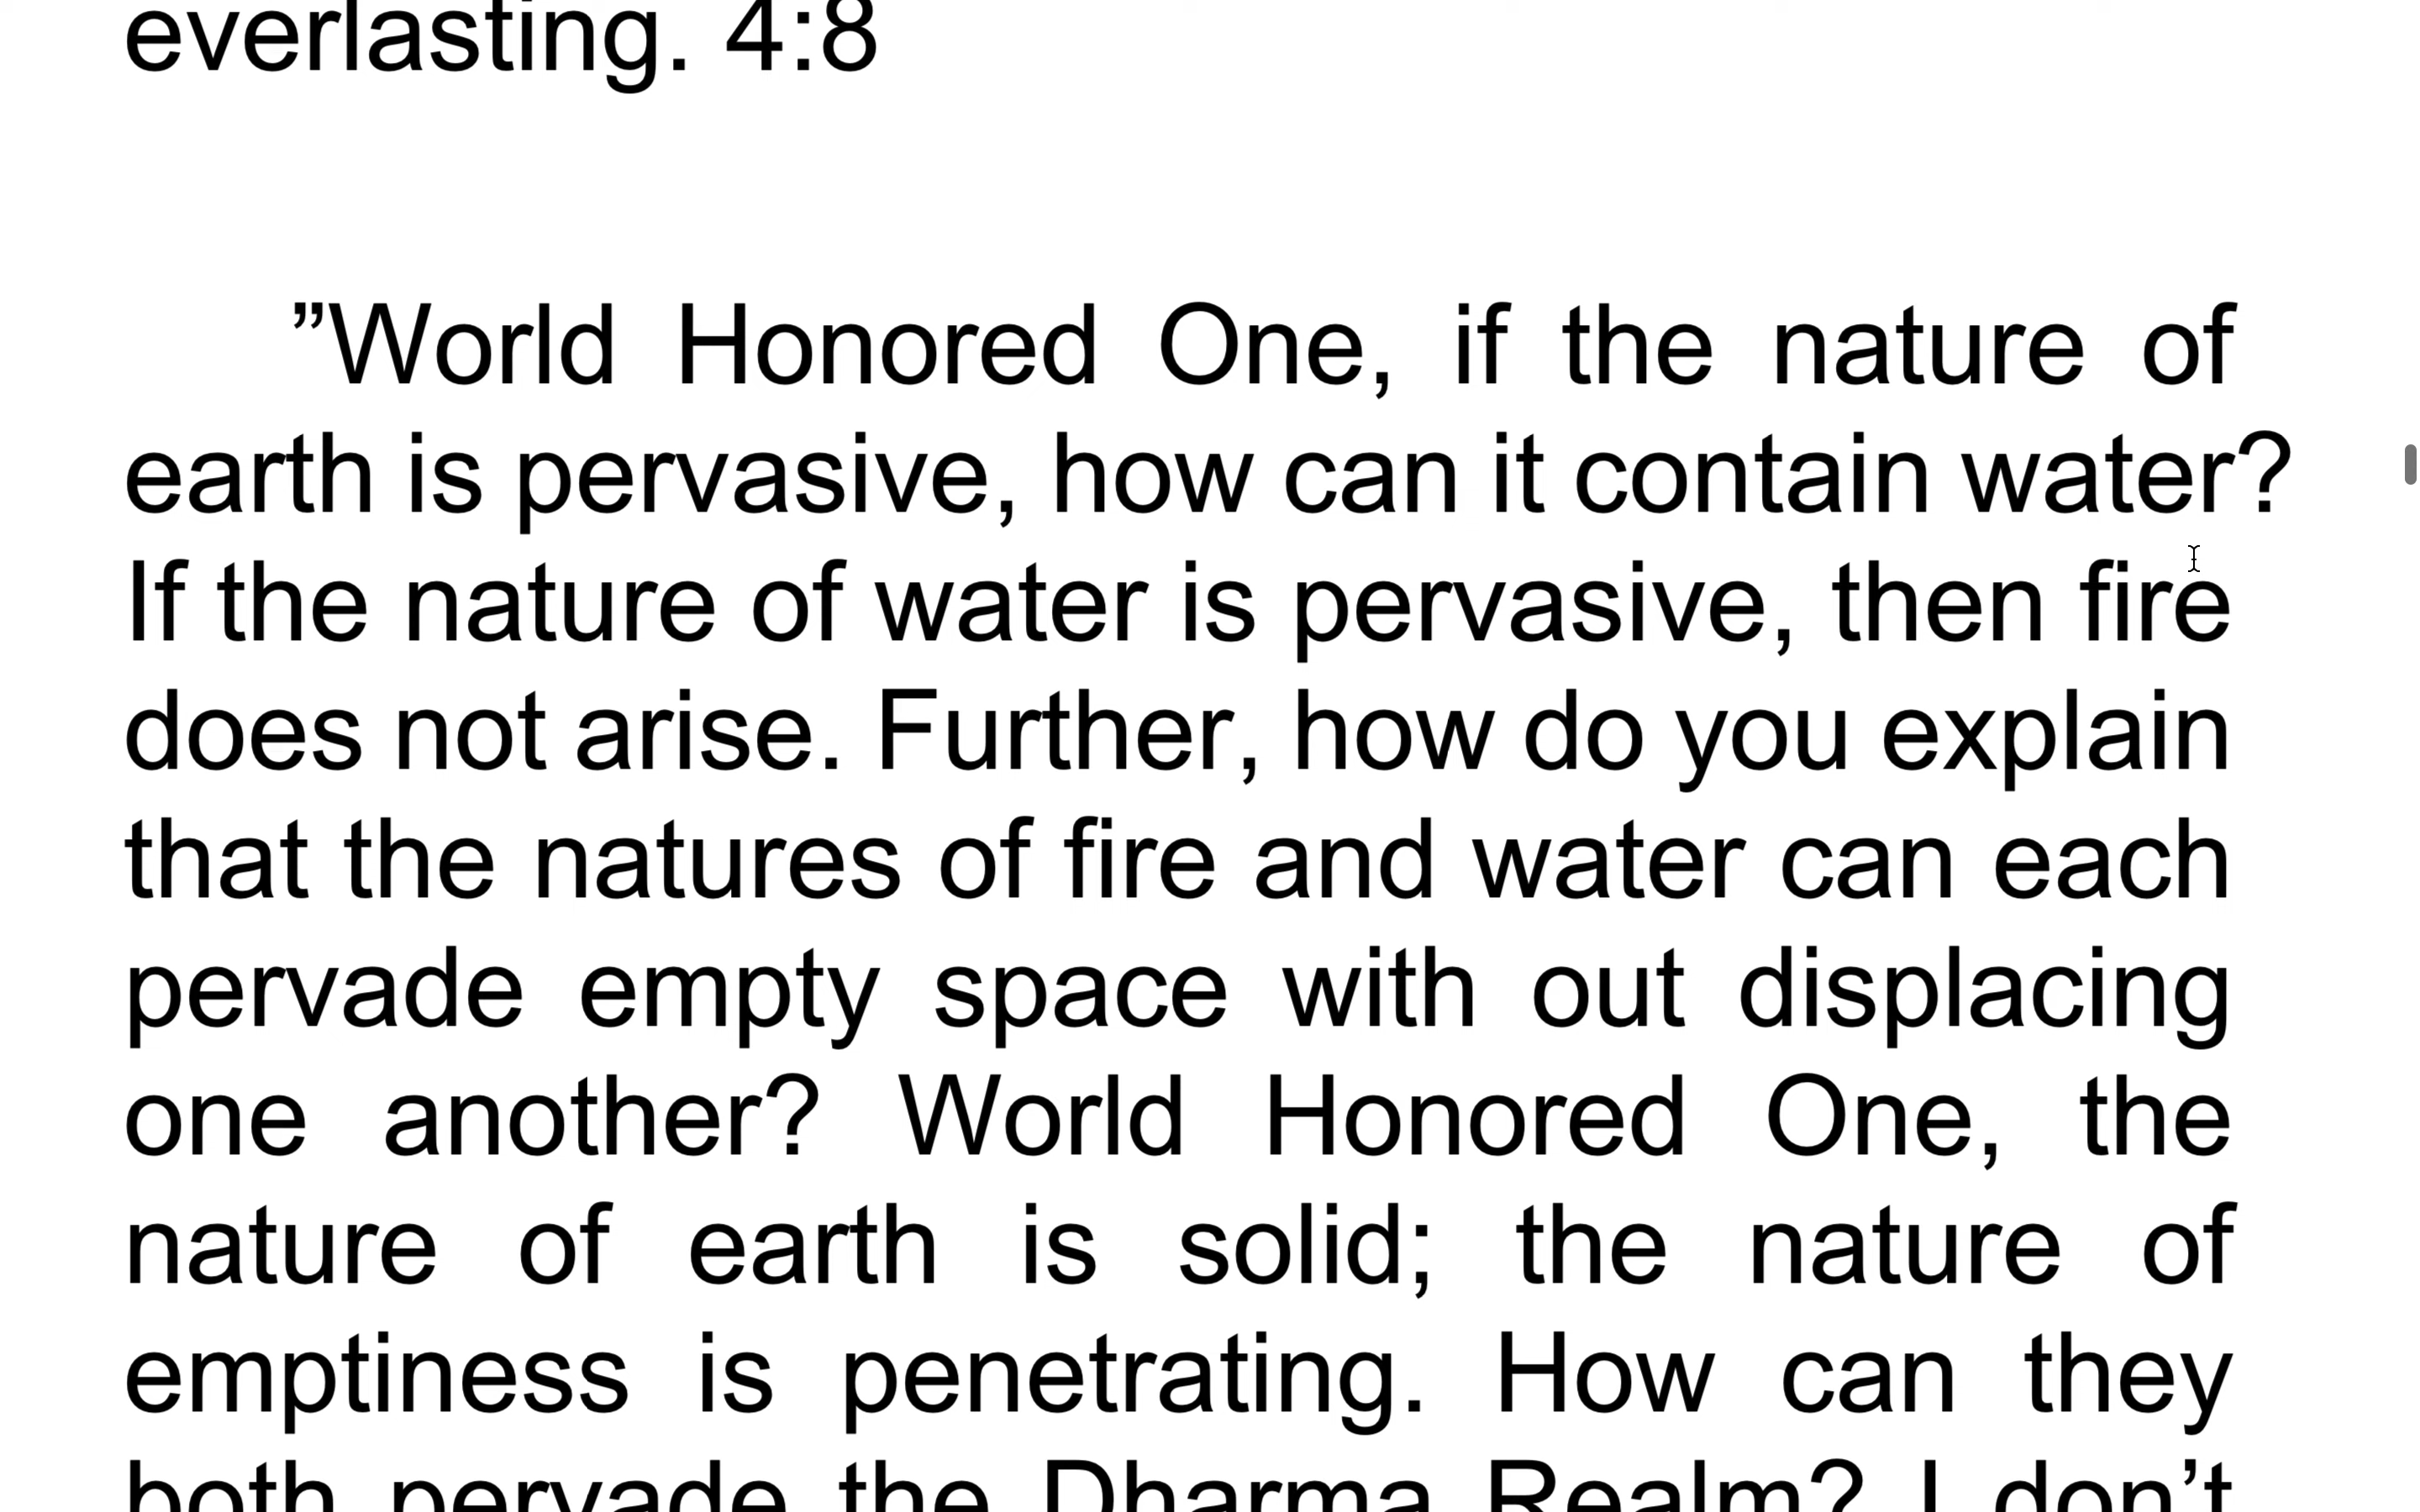 everlasting. 4:8
”World Honored One, if the nature of
earth is pervasive, how can it contain water?
If the nature of water is pervasive, then fire
does not arise. Further, how do you explain
that the natures of fire and water can each
pervade empty space with out displacing
one another? World Honored One, the
nature of earth is solid; the nature of
emptiness is penetrating. How can they
both pervade the Dharma Realm? I don’t